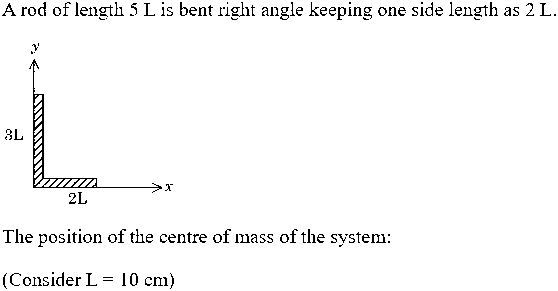 A rod of length 5 L is bent right angle keeping one side length as 2 L.
y
3L
x
2L
The position of the centre of mass of the system:
(Consider L = 10 cm)